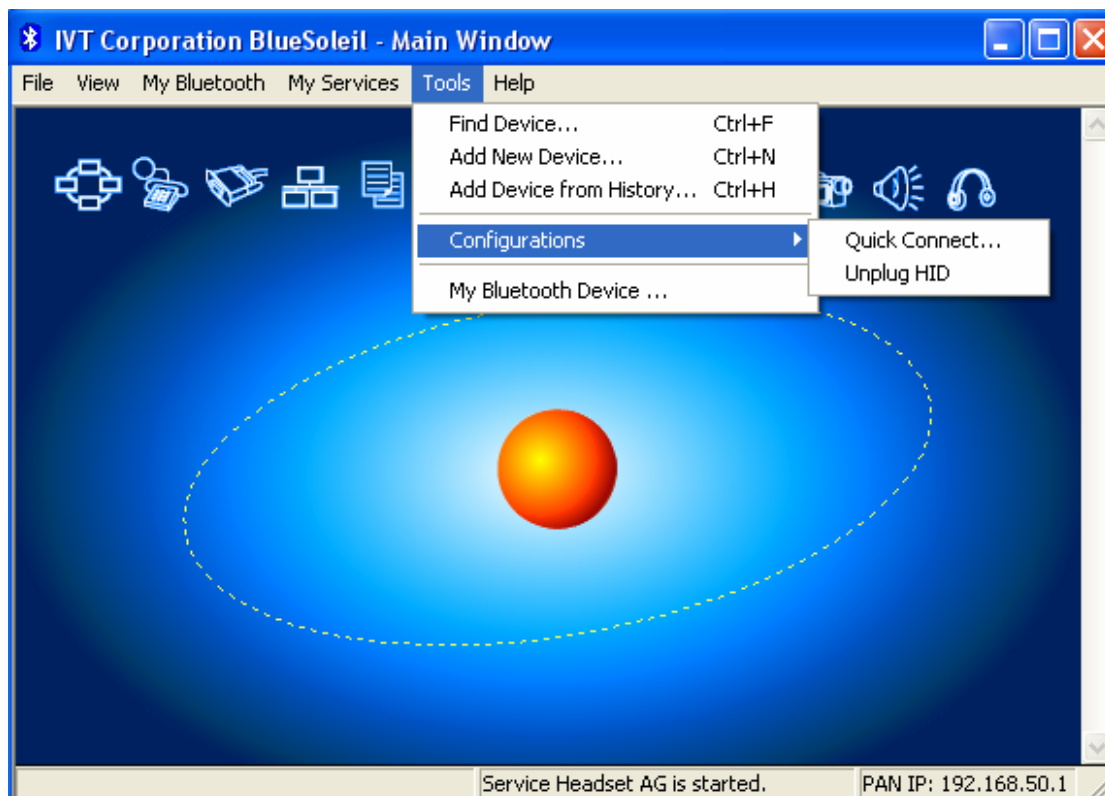 IVT Corporation BlueSoleil - Main Window
File View My Bluetooth My Services Tools Help
Find Device... Ctrl+F
Add New Device... Ctrl+N
Add Device from History... Ctrl+H
Configurations
Quick Connect...
Unplug HID
My Bluetooth Device ...
Service Headset AG is started.
PAN IP: 192.168.50.1